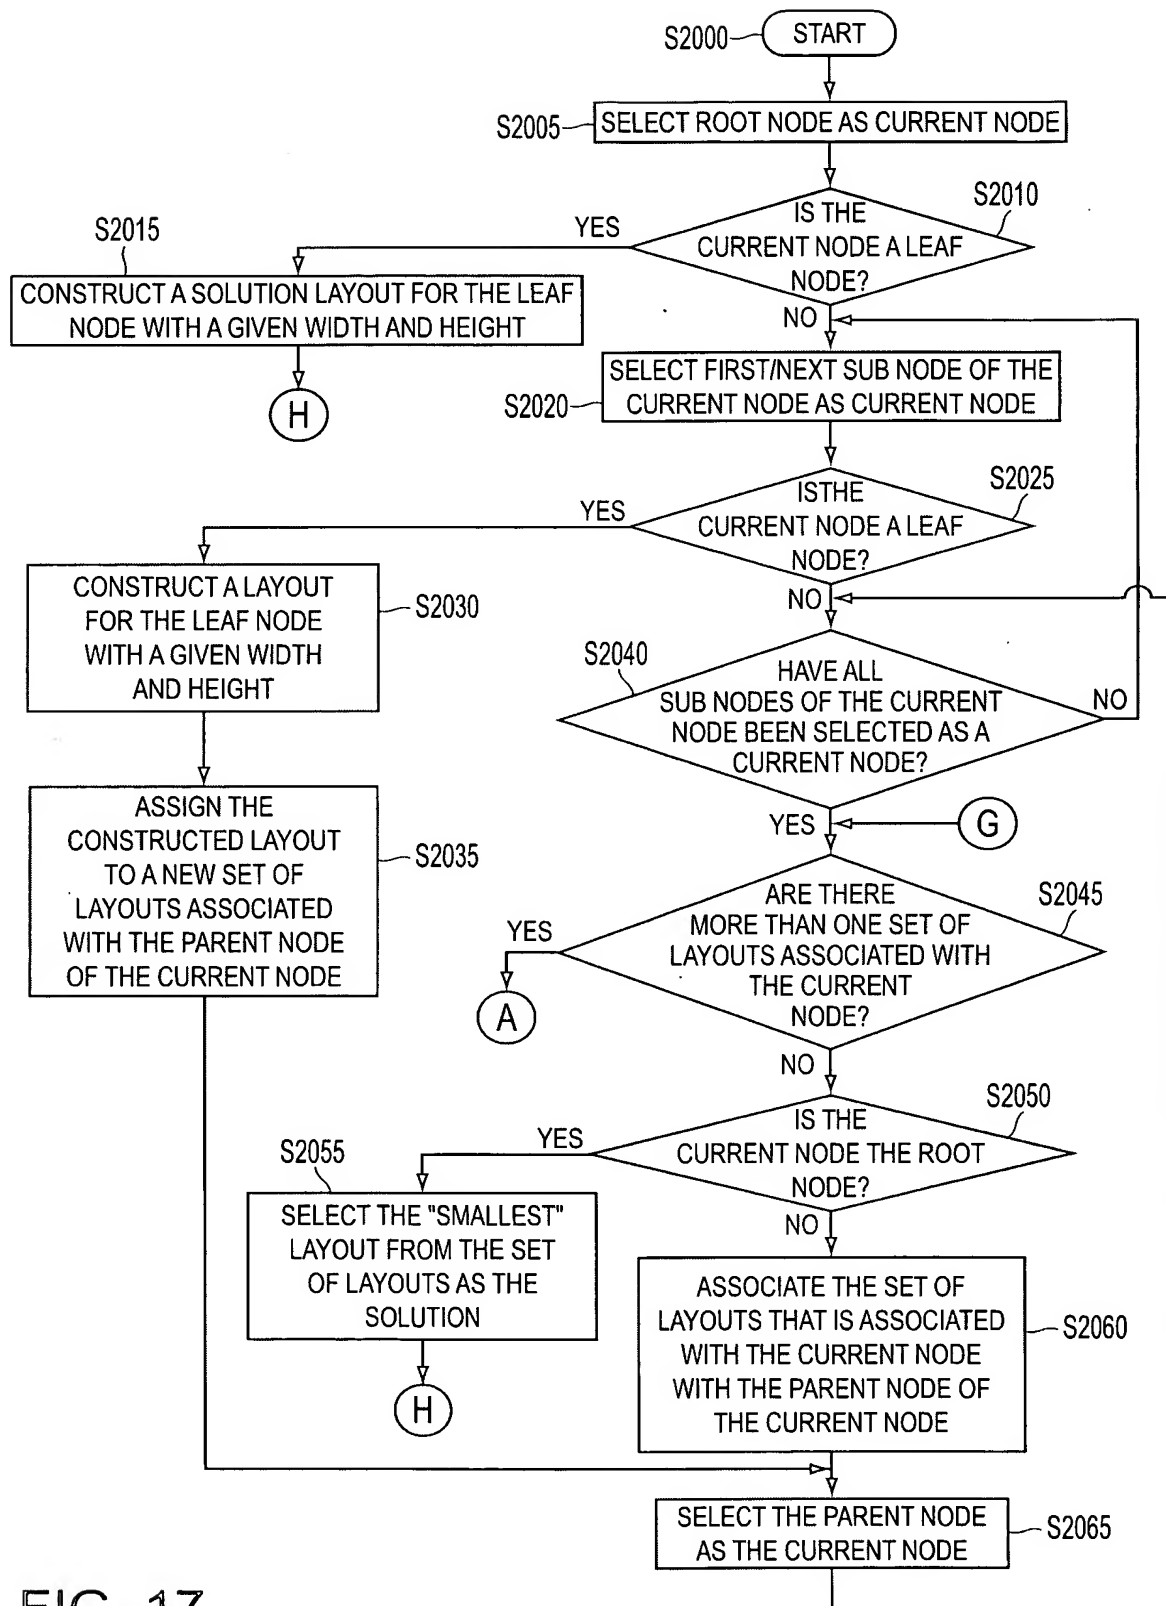 START
S2000
SELECT ROOT NODE AS CURRENT NODE
S2005
IS THE
CURRENT NODE A LEAF
NODE?
S2010
YES
NO
S2015
CONSTRUCT A SOLUTION LAYOUT FOR THE LEAF
NODE WITH A GIVEN WIDTH AND HEIGHT
H
SELECT FIRST/NEXT SUB NODE OF THE
CURRENT NODE AS CURRENT NODE
S2020
ISTHE
CURRENT NODE A LEAF
NODE?
S2025
YES
NO
CONSTRUCT A LAYOUT
FOR THE LEAF NODE
WITH A GIVEN WIDTH
AND HEIGHT
S2030
S2040
HAVE ALL
SUB NODES OF THE CURRENT
NODE BEEN SELECTED AS A
CURRENT NODE?
NO
YES
G
ASSIGN THE
CONSTRUCTED LAYOUT
TO A NEW SET OF
LAYOUTS ASSOCIATED
WITH THE PARENT NODE
OF THE CURRENT NODE
S2035
ARE THERE
MORE THAN ONE SET OF
LAYOUTS ASSOCIATED WITH
THE CURRENT
NODE?
S2045
YES
A
NO
IS THE
CURRENT NODE THE ROOT
NODE?
S2050
YES
NO
S2055
SELECT THE "SMALLEST"
LAYOUT FROM THE SET
OF LAYOUTS AS THE
SOLUTION
H
ASSOCIATE THE SET OF
LAYOUTS THAT IS ASSOCIATED
WITH THE CURRENT NODE
WITH THE PARENT NODE OF
THE CURRENT NODE
S2060
SELECT THE PARENT NODE
AS THE CURRENT NODE
S2065
FIG. 17